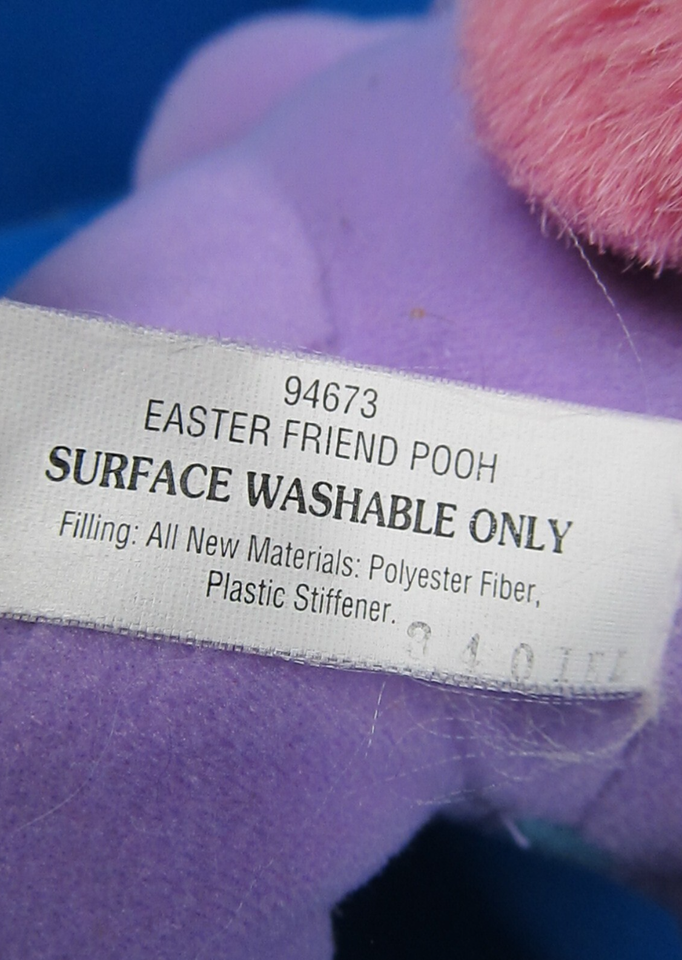 94673
EASTER FRIEND POOH
SURFACE WASHABLE ONLY
Filling: All New Materials: Polyester Fiber,
Plastic Stiffener.